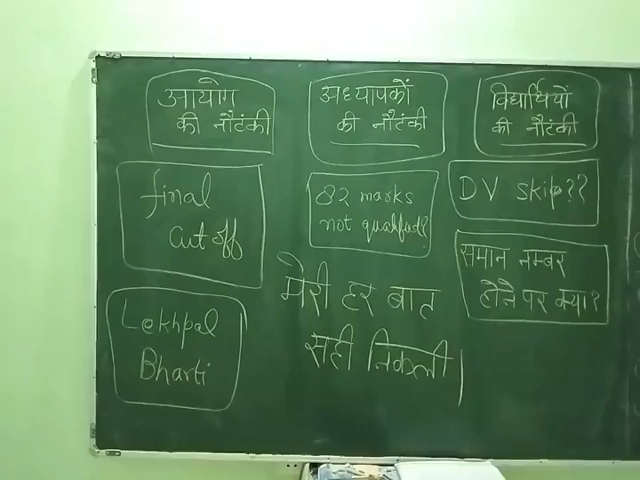 आयोग
की नौटंकी
final
Cut off
Lekhpal
Bharti
अध्यापकों
की नौटंकी
82 marks
not qualified?
मेरी हर बात
सही निकली।
विद्यार्थियों
की नौटंकी
DV skip??
समान नम्बर
होने पर क्या?